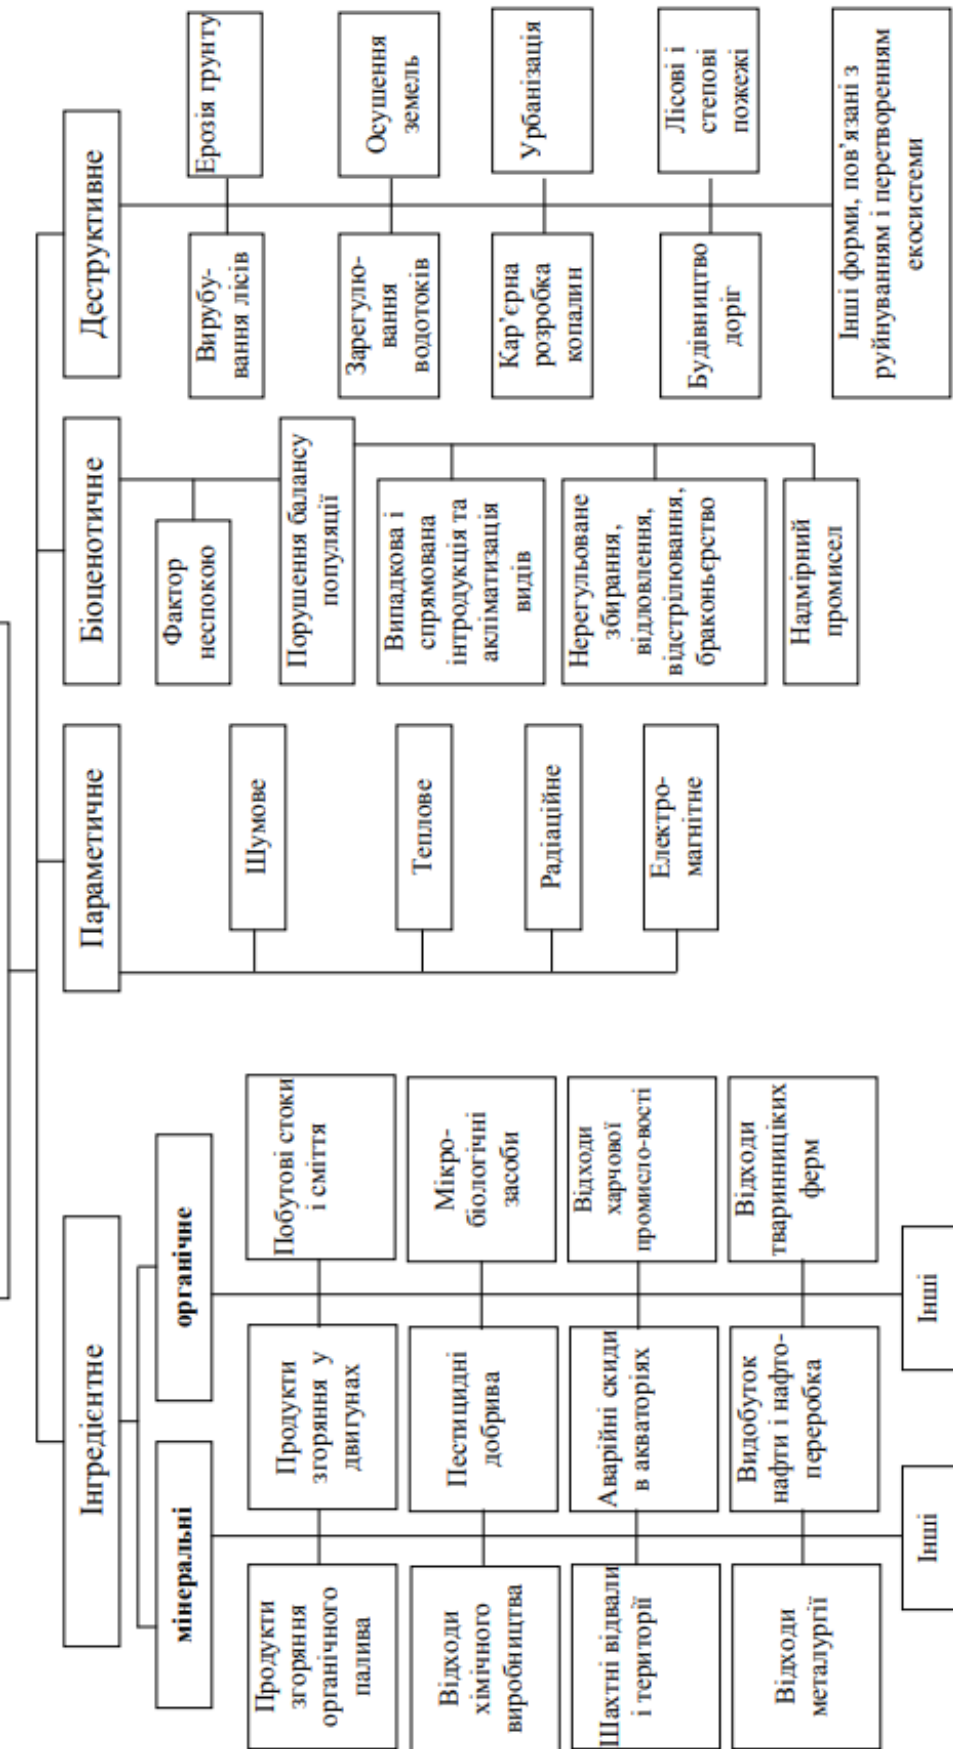 Інгредієнтне
Параметичне
Біоценотичне
Деструктивне
мінеральні
органічне
Продукти
згоряння
органічного
палива
Продукти
згоряння у
двигунах
Побутові стоки
і сміття
Відходи
хімічного
виробництва
Пестицидні
добрива
Мікро-
біологічні
засоби
Шахтні відвали
і території
Аварійні скиди
в акваторіях
Відходи
харчової
промисло-вості
Відходи
металургії
Видобуток
нафти і нафто-
переробка
Відходи
тваринниціких
ферм
Інші
Інші
Шумове
Теплове
Радіаційне
Електро-
магнітне
Фактор
неспокою
Порушення балансу
популяції
Випадкова і
спрямована
інтродукція та
акліматизація
видів
Нерегульоване
збирання,
відловлення,
відстрілювання,
браконьєрство
Надмірний
промисел
Вирубу-
вання лісів
Ерозія грунту
Зарегулю-
вання
водотоків
Осушення
земель
Кар’єрна
розробка
копалин
Урбанізація
Будівництво
доріг
Лісові і
степові
пожежі
Інші форми, пов’язані з
руйнуванням і перетворенням
екосистеми